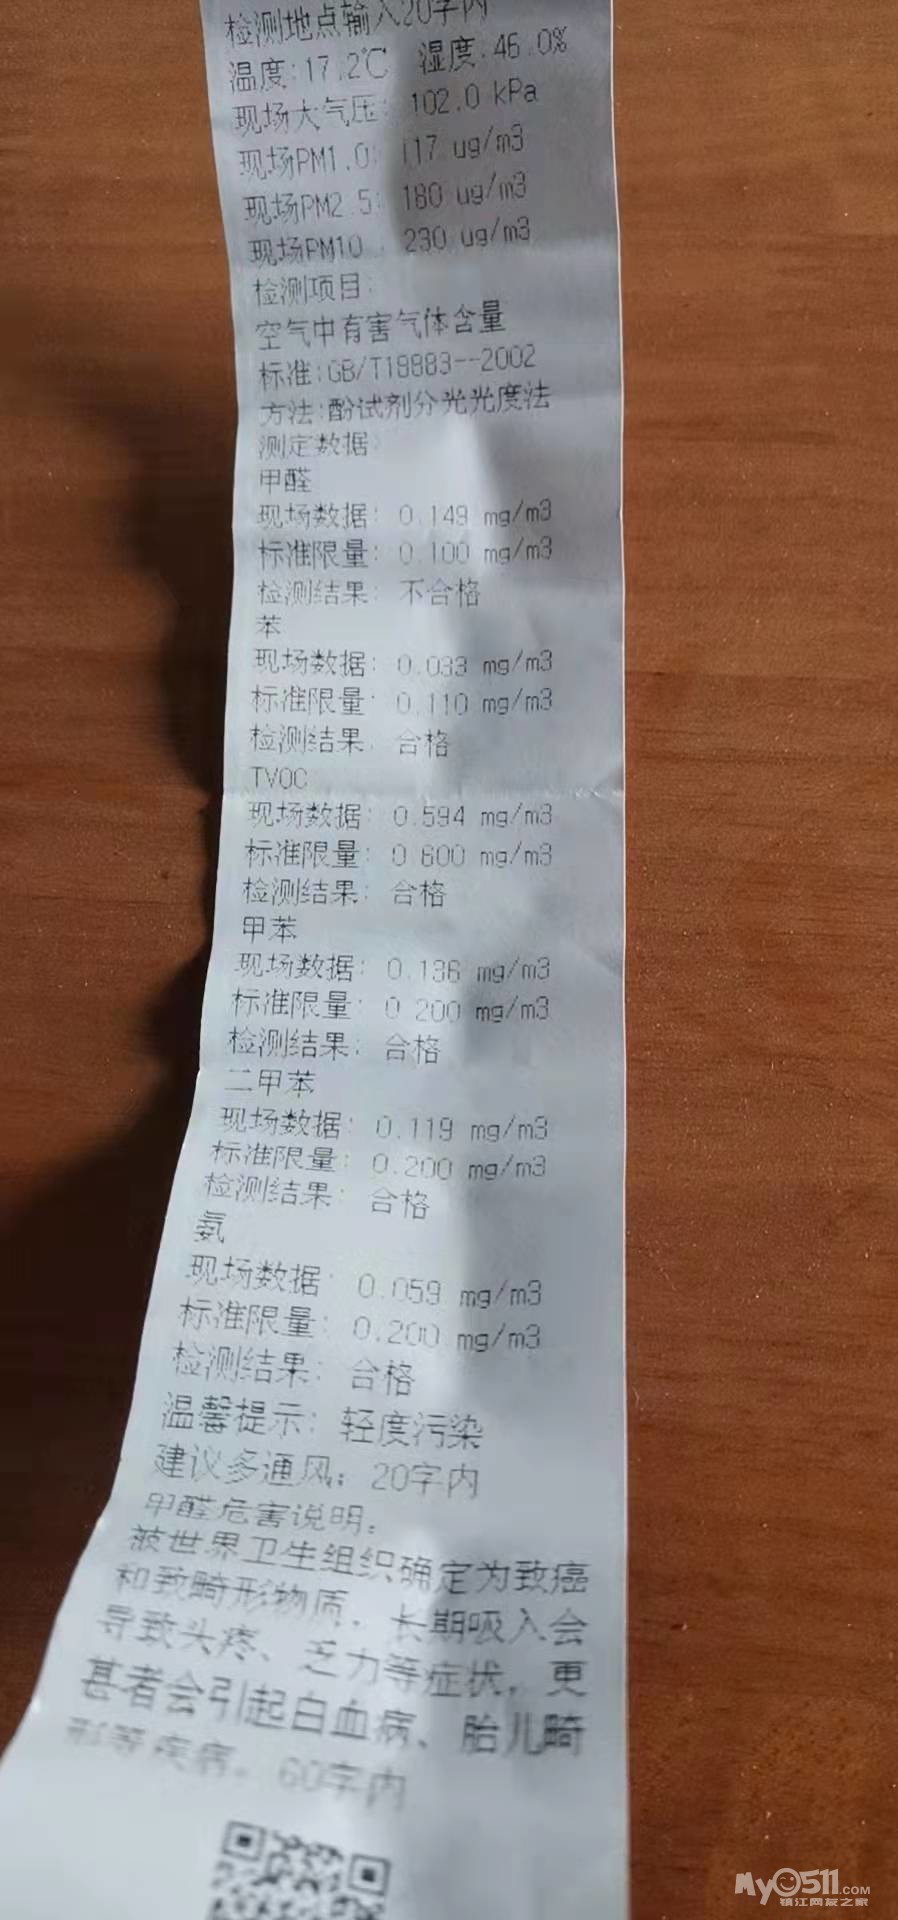 检测地点输入20字内
温度:17.2℃ 湿度:46.0%
现场大气压: 102.0 kPa
现场PM1.0: 117 ug/m3
现场PM2.5: 180 ug/m3
现场PM10 : 230 ug/m3
检测项目:
空气中有害气体含量
标准:GB/T18883--2002
方法:酚试剂分光光度法
测定数据:
甲醛
现场数据: 0.149 mg/m3
标准限量: 0.100 mg/m3
检测结果: 不合格
苯
现场数据: 0.033 mg/m3
标准限量: 0.110 mg/m3
检测结果: 合格
TVOC
现场数据: 0.594 mg/m3
标准限量: 0.600 mg/m3
检测结果: 合格
甲苯
现场数据: 0.136 mg/m3
标准限量: 0.200 mg/m3
检测结果: 合格
二甲苯
现场数据: 0.119 mg/m3
标准限量: 0.200 mg/m3
检测结果: 合格
氨
现场数据: 0.059 mg/m3
标准限量: 0.200 mg/m3
检测结果: 合格
温馨提示: 轻度污染
建议多通风; 20字内
甲醛危害说明:
被世界卫生组织确定为致癌
和致畸形物质, 长期吸入会
导致头疼、乏力等症状, 更
甚者会引起白血病、胎儿畸
形等疾病。60字内
My0511.COM
镇江网友之家